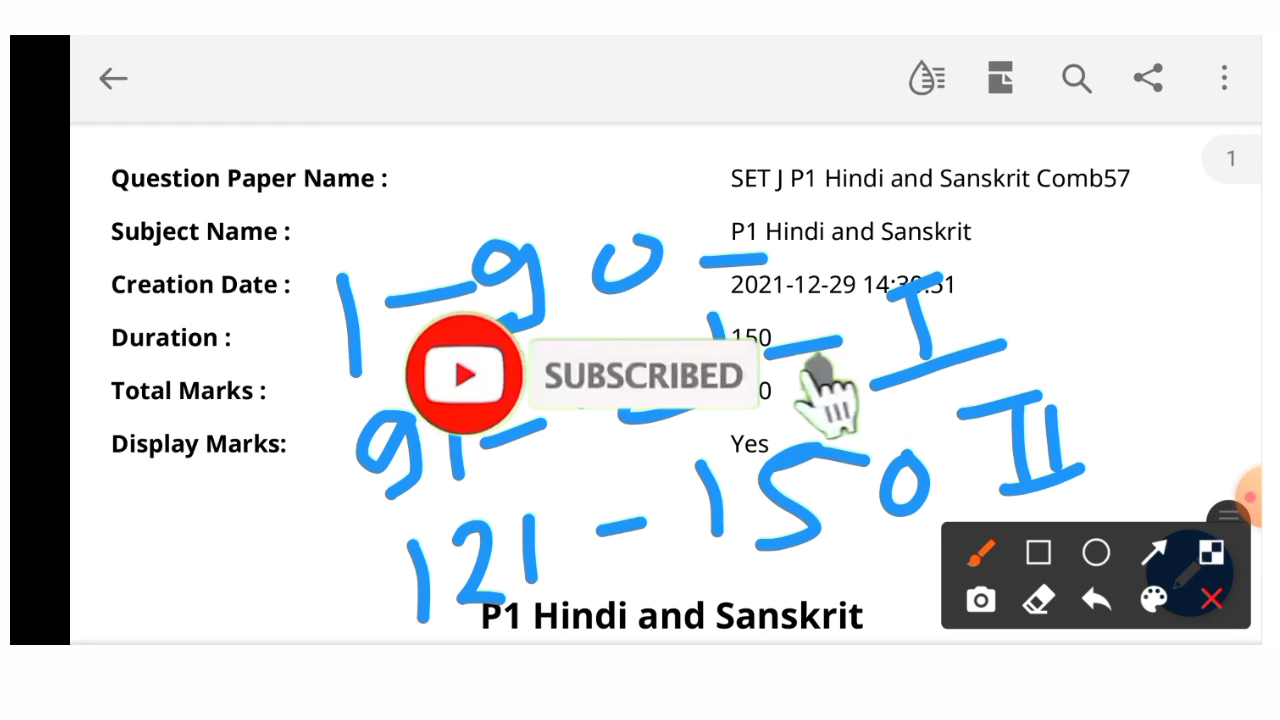 1
Question Paper Name : SET J P1 Hindi and Sanskrit Comb57
Subject Name : P1 Hindi and Sanskrit
1-90-
Creation Date : 2021-12-29
I
Duration : 150
SUBSCRIBED
Total Marks :
91-
II
Display Marks: Yes
121-150
P1 Hindi and Sanskrit